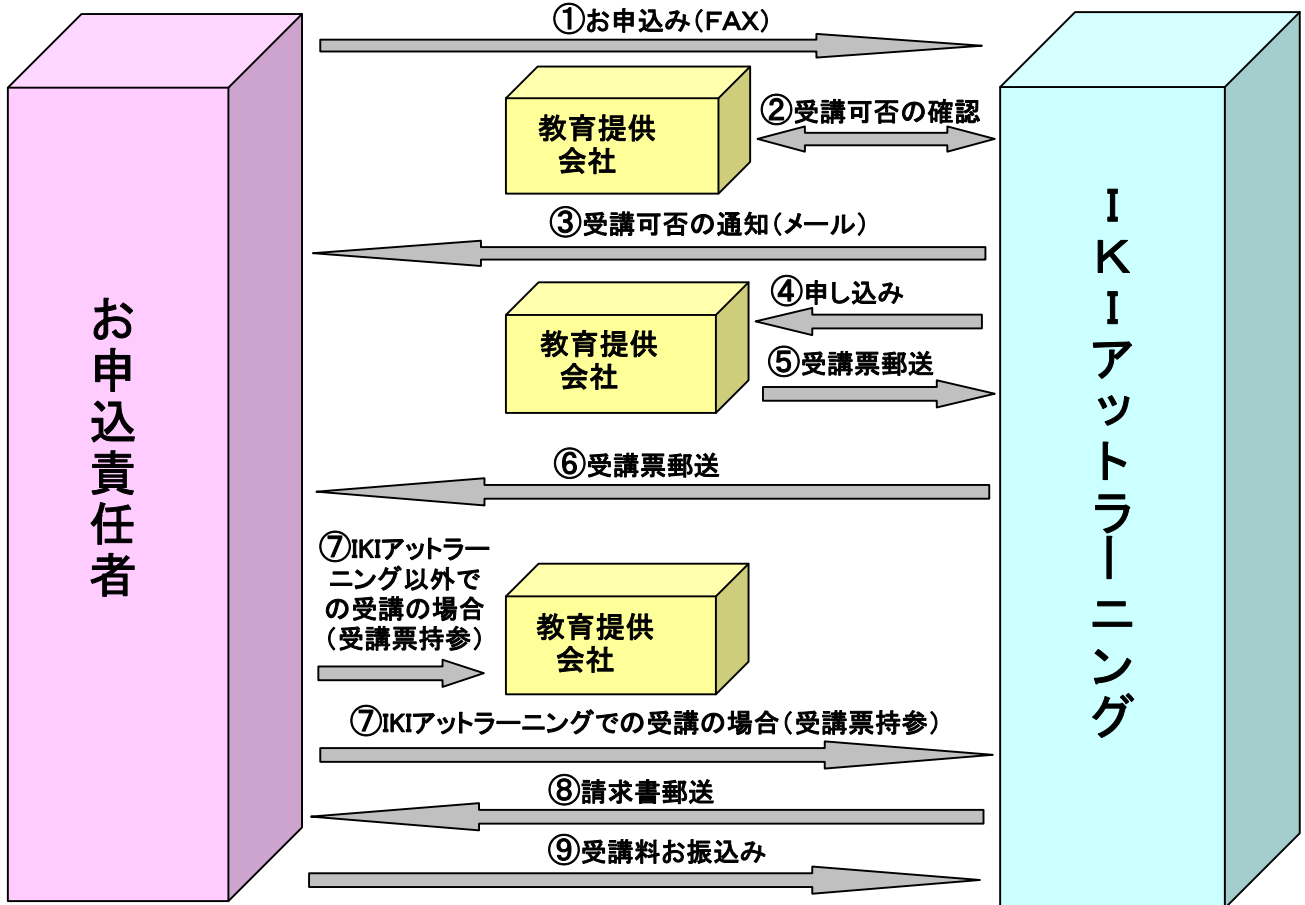 ①お申込み（FAX）
教育提供
会社
②受講可否の確認
③受講可否の通知（メール）
教育提供
会社
④申し込み
⑤受講票郵送
⑥受講票郵送
⑦IKIアットラー
ニング以外で
の受講の場合
（受講票持参）
教育提供
会社
⑦IKIアットラーニングでの受講の場合（受講票持参）
⑧請求書郵送
⑨受講料お振込み
お申込責任者
IKIアットラーニング